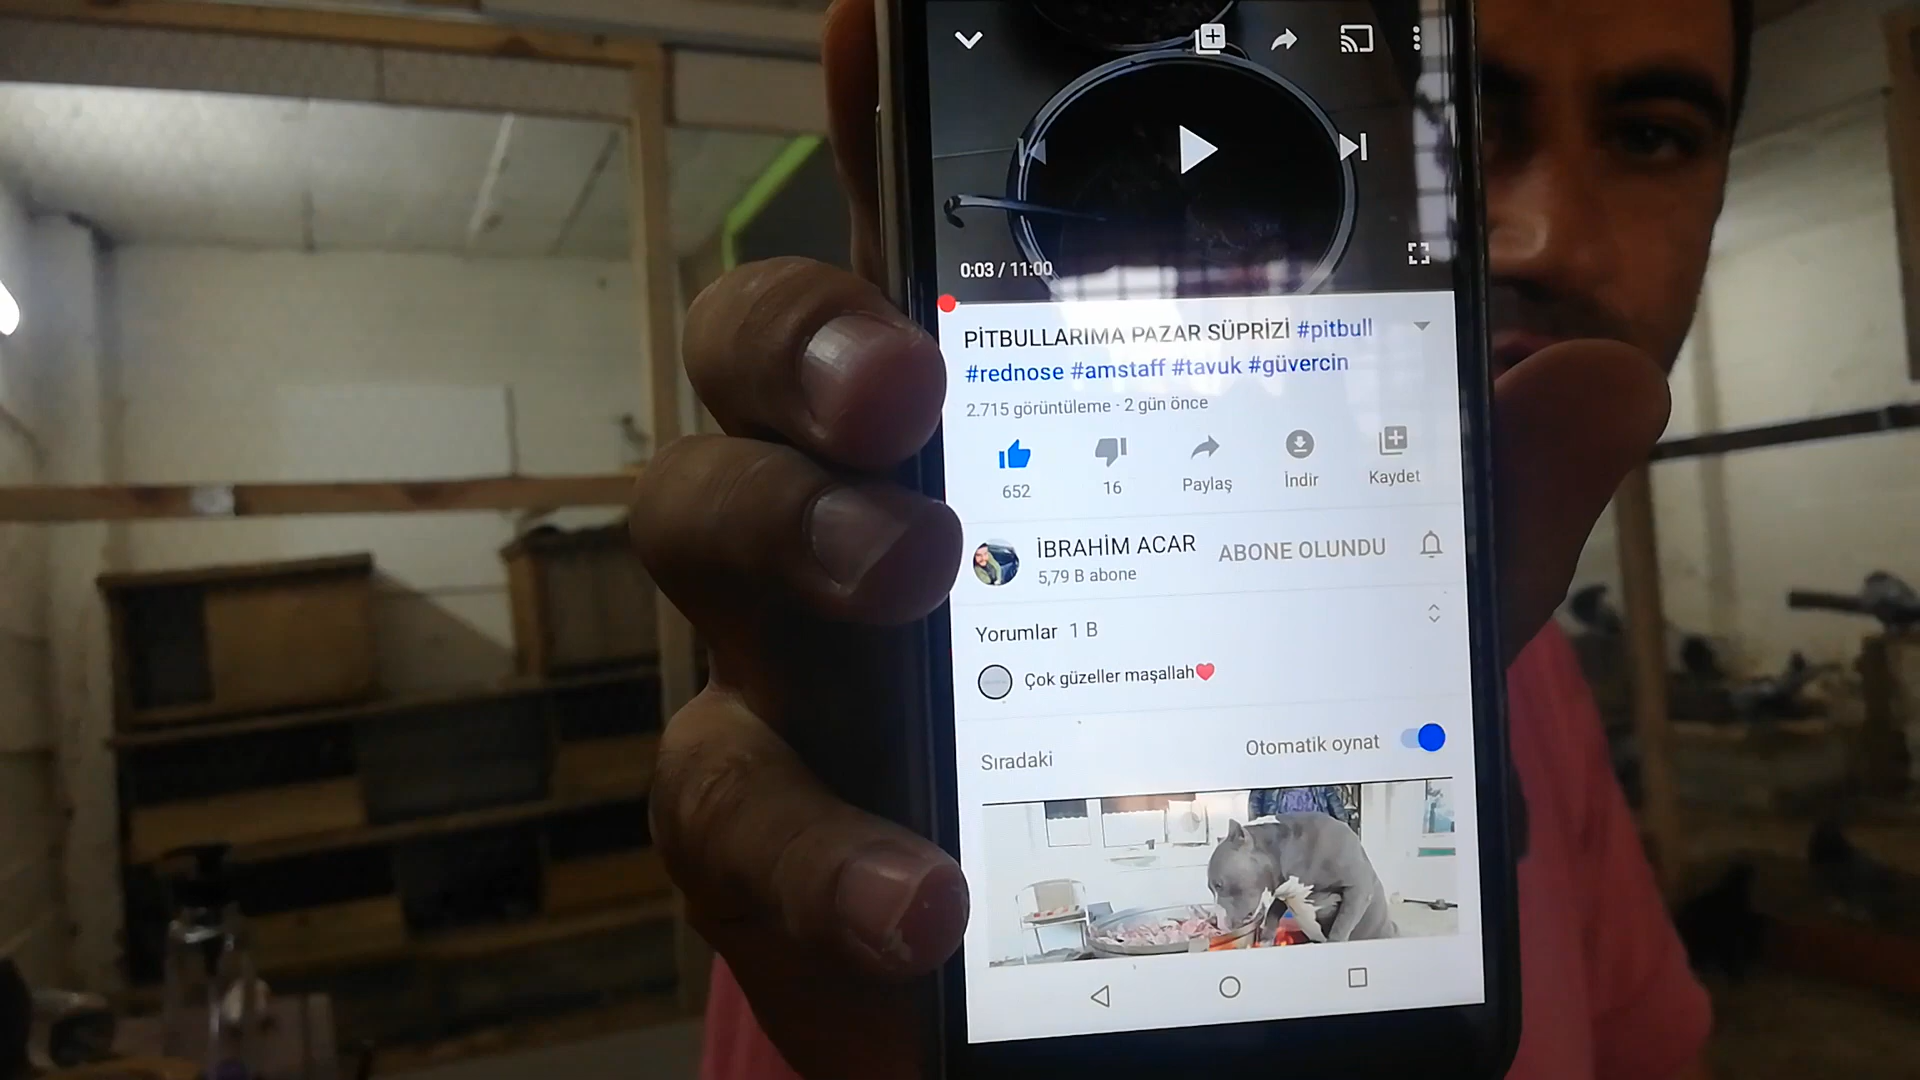 0:03 / 11:00
PİTBULLARIMA PAZAR SÜPRİZİ #pitbull
#rednose #amstaff #tavuk #güvercin
2.715 görüntüleme · 2 gün önce
652 16 Paylaş İndir Kaydet
İBRAHİM ACAR ABONE OLUNDU
5,79 B abone
Yorumlar 1 B
Çok güzeller maşallah❤️
Sıradaki Otomatik oynat